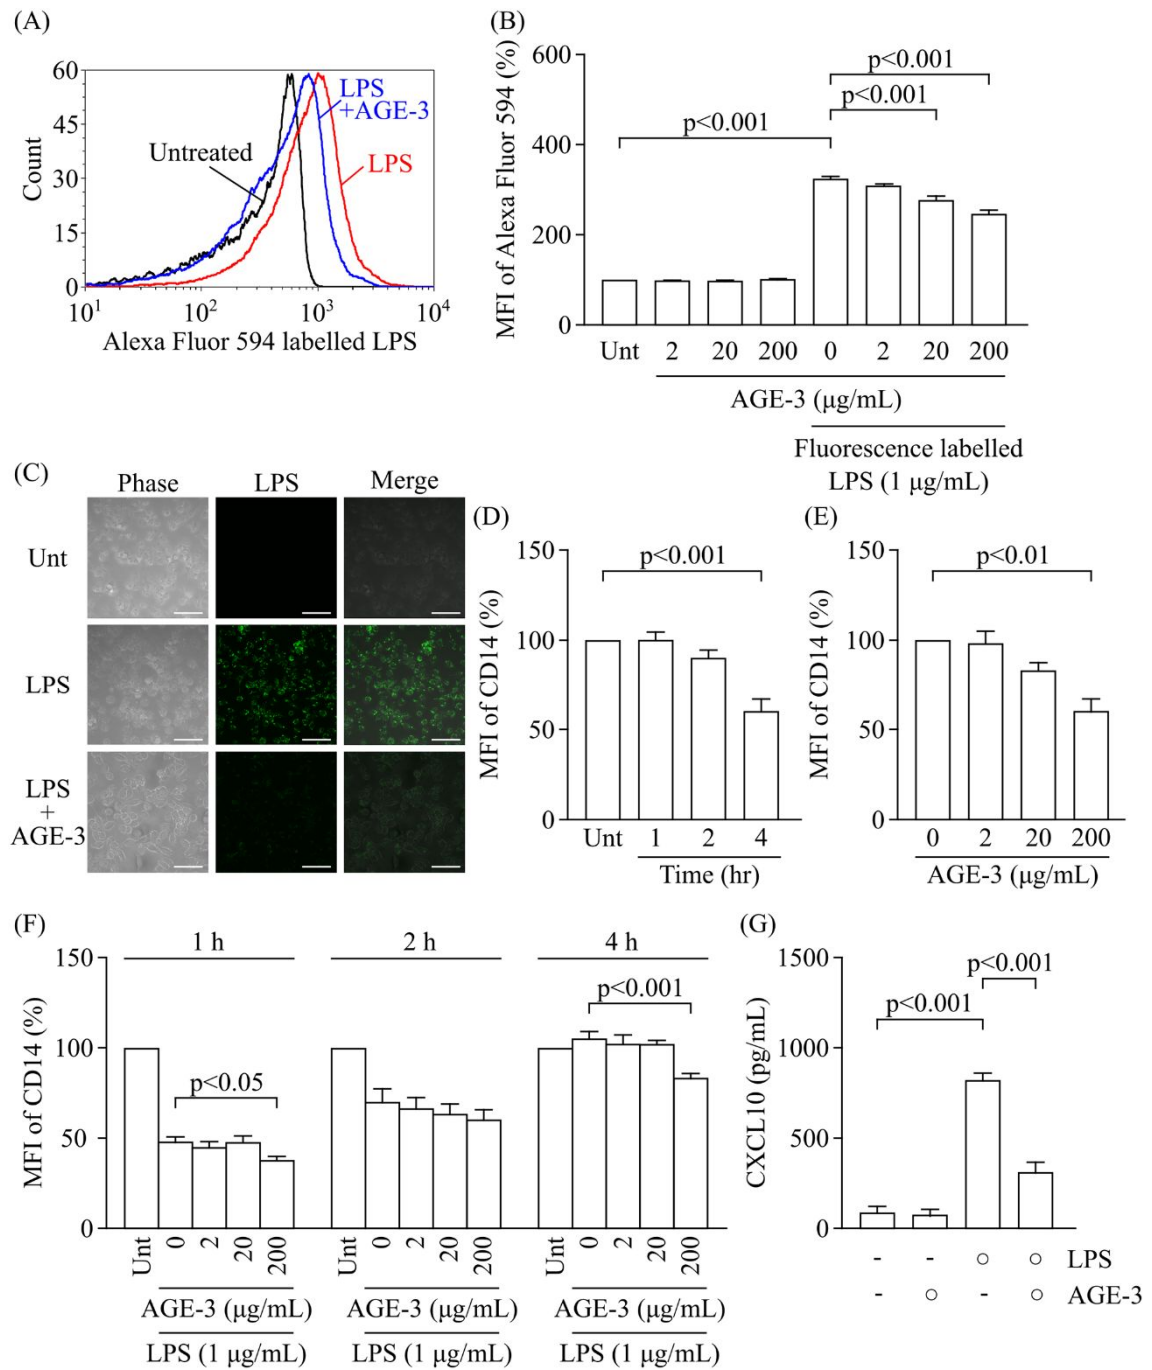 (A)
60
45
30
15
0
Count
10¹ 10² 10³ 10⁴
Alexa Fluor 594 labelled LPS
Untreated
LPS
+AGE-3
LPS
(B)
600
400
200
0
MFI of Alexa Fluor 594 (%)
p<0.001
p<0.001
p<0.001
Unt 2 20 200 0 2 20 200
AGE-3 (μg/mL)
Fluorescence labelled
LPS (1 μg/mL)
(C)
Phase LPS Merge
Unt
LPS
LPS
+
AGE-3
(D)
150
100
50
0
MFI of CD14 (%)
p<0.001
Unt 1 2 4
Time (hr)
(E)
150
100
50
0
MFI of CD14 (%)
p<0.01
0 2 20 200
AGE-3 (μg/mL)
(F)
1 h 2 h 4 h
150
100
50
0
MFI of CD14 (%)
p<0.05
p<0.001
Unt 0 2 20 200 Unt 0 2 20 200 Unt 0 2 20 200
AGE-3 (μg/mL) AGE-3 (μg/mL) AGE-3 (μg/mL)
LPS (1 μg/mL) LPS (1 μg/mL) LPS (1 μg/mL)
(G)
1500
1000
500
0
CXCL10 (pg/mL)
p<0.001
p<0.001
- - ○ ○ LPS
- ○ - ○ AGE-3